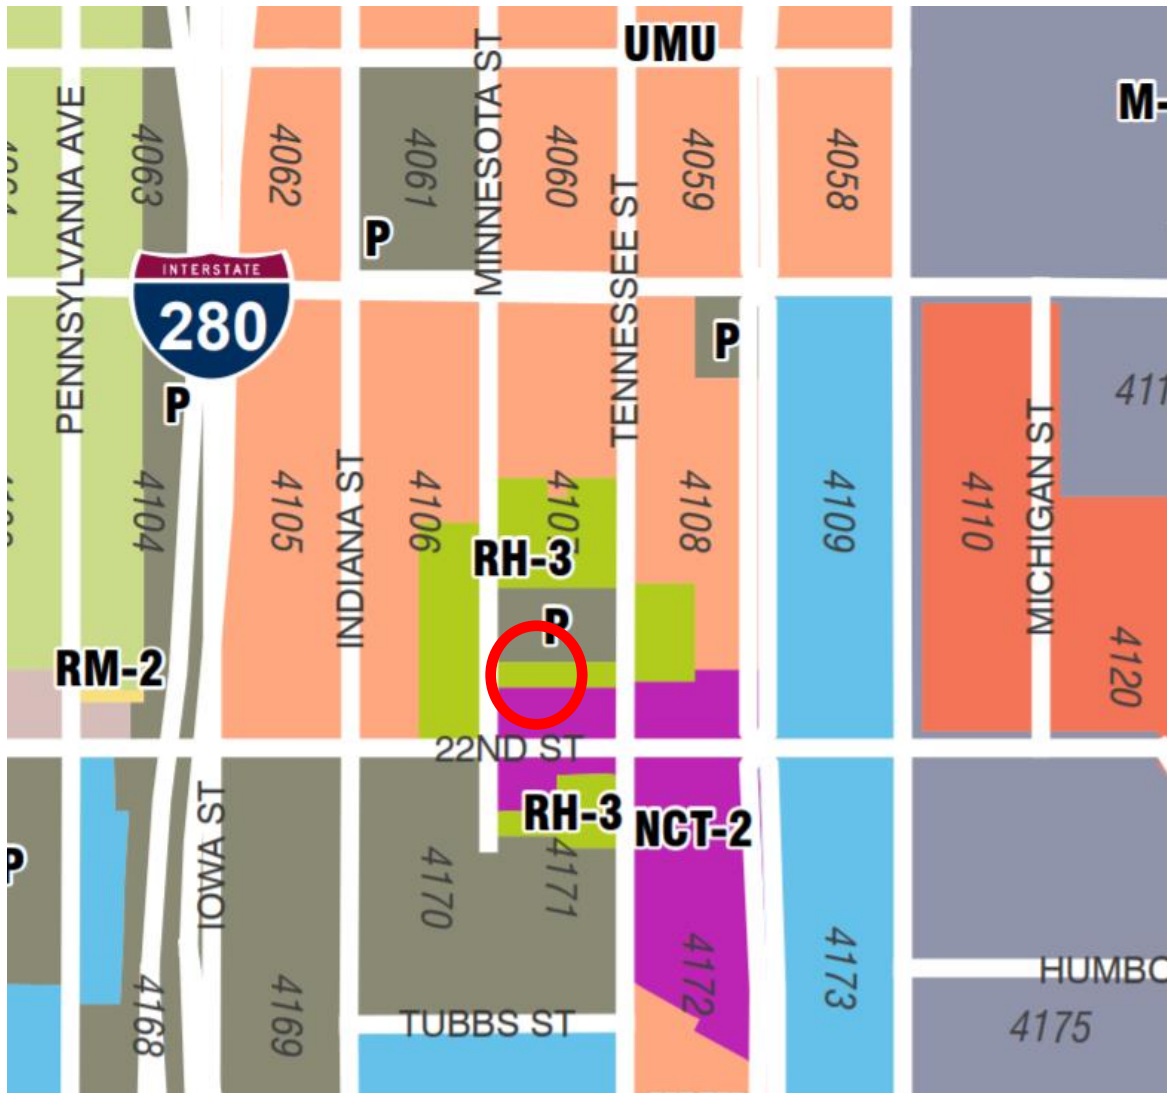 UMU
M-
PENNSYLVANIA AVE
4063
4062
4061
MINNESOTA ST
4060
4059
4058
P
TENNESSEE ST
INTERSTATE
280
P
P
411
4104
4105
INDIANA ST
4106
RH-3
4108
4109
4110
MICHIGAN ST
P
RM-2
4120
22ND ST
IOWA ST
RH-3
NCT-2
P
4170
4171
4172
4173
4168
4169
TUBBS ST
HUMBO
4175